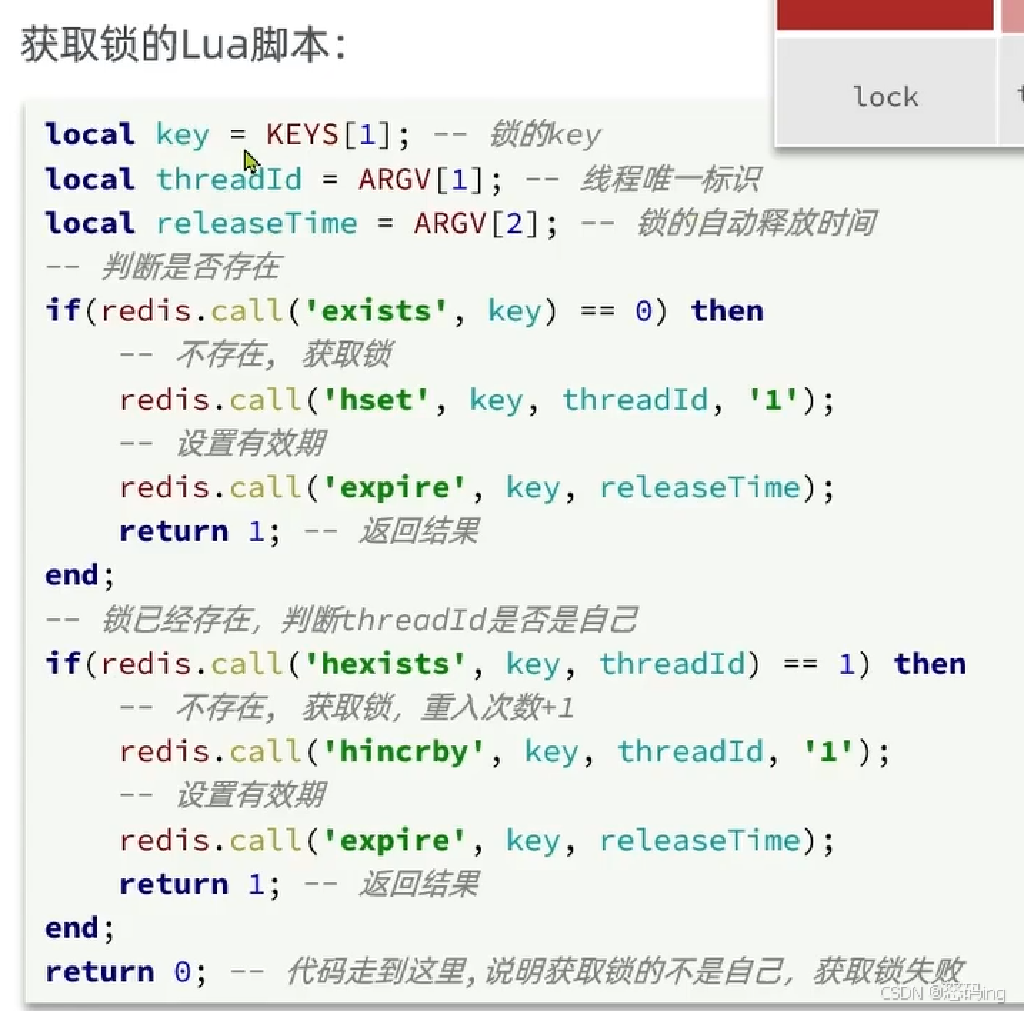 获取锁的Lua脚本：
lock
local key = KEYS[1]; -- 锁的key
local threadId = ARGV[1]; -- 线程唯一标识
local releaseTime = ARGV[2]; -- 锁的自动释放时间
-- 判断是否存在
if(redis.call('exists', key) == 0) then
-- 不存在, 获取锁
redis.call('hset', key, threadId, '1');
-- 设置有效期
redis.call('expire', key, releaseTime);
return 1; -- 返回结果
end;
-- 锁已经存在，判断threadId是否是自己
if(redis.call('hexists', key, threadId) == 1) then
-- 不存在, 获取锁，重入次数+1
redis.call('hincrby', key, threadId, '1');
-- 设置有效期
redis.call('expire', key, releaseTime);
return 1; -- 返回结果
end;
return 0; -- 代码走到这里,说明获取锁的不是自己，获取锁失败
CSDN @怒码ing